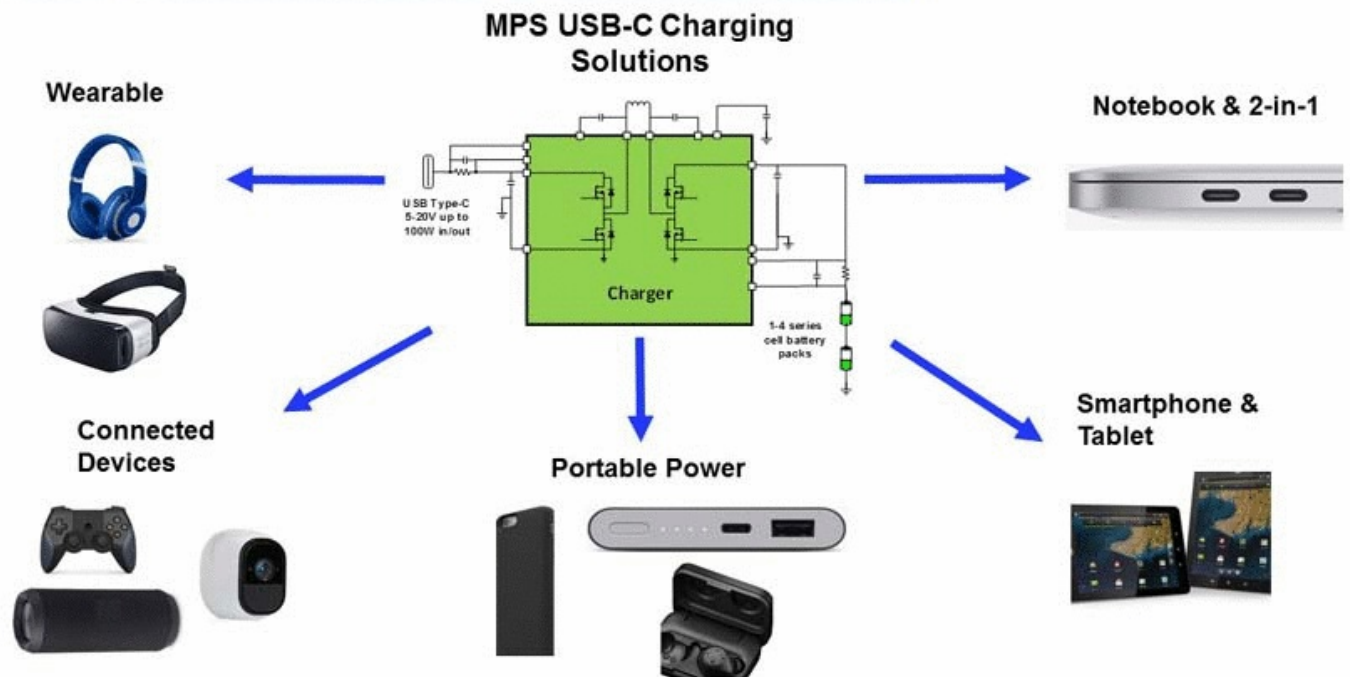 MPS USB-C Charging
Solutions
Wearable
Notebook & 2-in-1
USB Type-C
5-20V up to
100W in/out
Charger
1-4 series
cell battery
packs
Connected
Devices
Portable Power
Smartphone &
Tablet